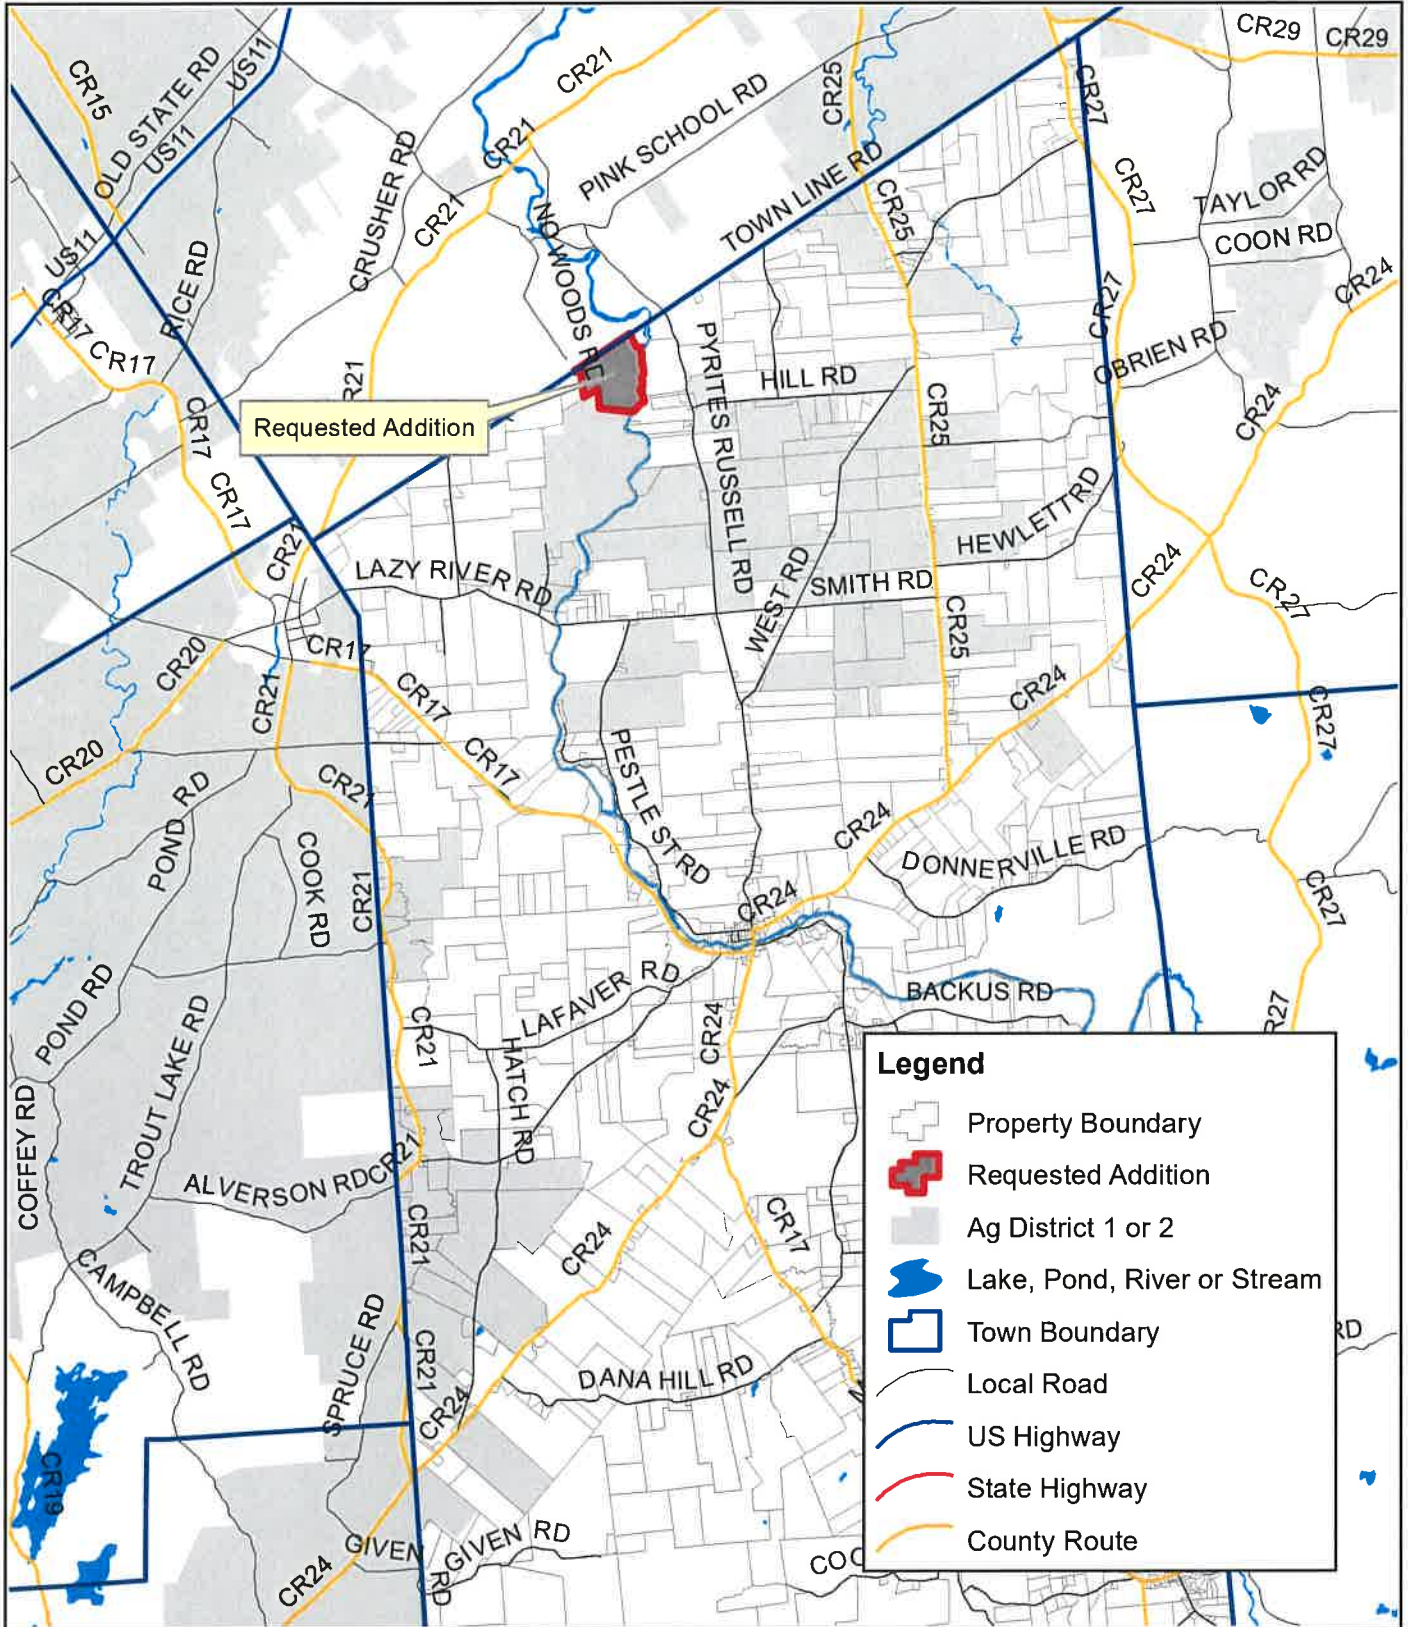 CR29
CR29
CR15
OLD STATE RD
US11
CR21
CR25
PINK SCHOOL RD
CR27
US11
CRUSHER RD
CR21
TOWN LINE RD
CR25
CR27
TAYLOR RD
COON RD
US11
RICE RD
CR21
NOWOODS RD
CR24
CR17
CR17
CR27
OBRIEN RD
CR21
PYRITES RUSSELL RD
HILL RD
CR25
CR24
Requested Addition
CR17
CR17
CR21
LAZY RIVER RD
HEWLETT RD
SMITH RD
WEST RD
CR24
CR27
CR25
CR20
CR17
CR21
CR17
CR24
CR27
CR20
CR17
PESTLE ST RD
POND RD
CR21
COOK RD
CR21
CR24
DONNERVILLE RD
CR24
CR27
POND RD
TROUT LAKE RD
LAFAVER RD
BACKUS RD
CR21
HATCH RD
CR24
CR24
R27
COFFEY RD
ALVERSON RD
CR21
CR21
CR24
CR17
CAMPBELL RD
SPRUCE RD
CR21
CR24
DANA HILL RD
RD
CR19
GIVEN
RD
GIVEN RD
CR24
COO
Legend
Property Boundary
Requested Addition
Ag District 1 or 2
Lake, Pond, River or Stream
Town Boundary
Local Road
US Highway
State Highway
County Route